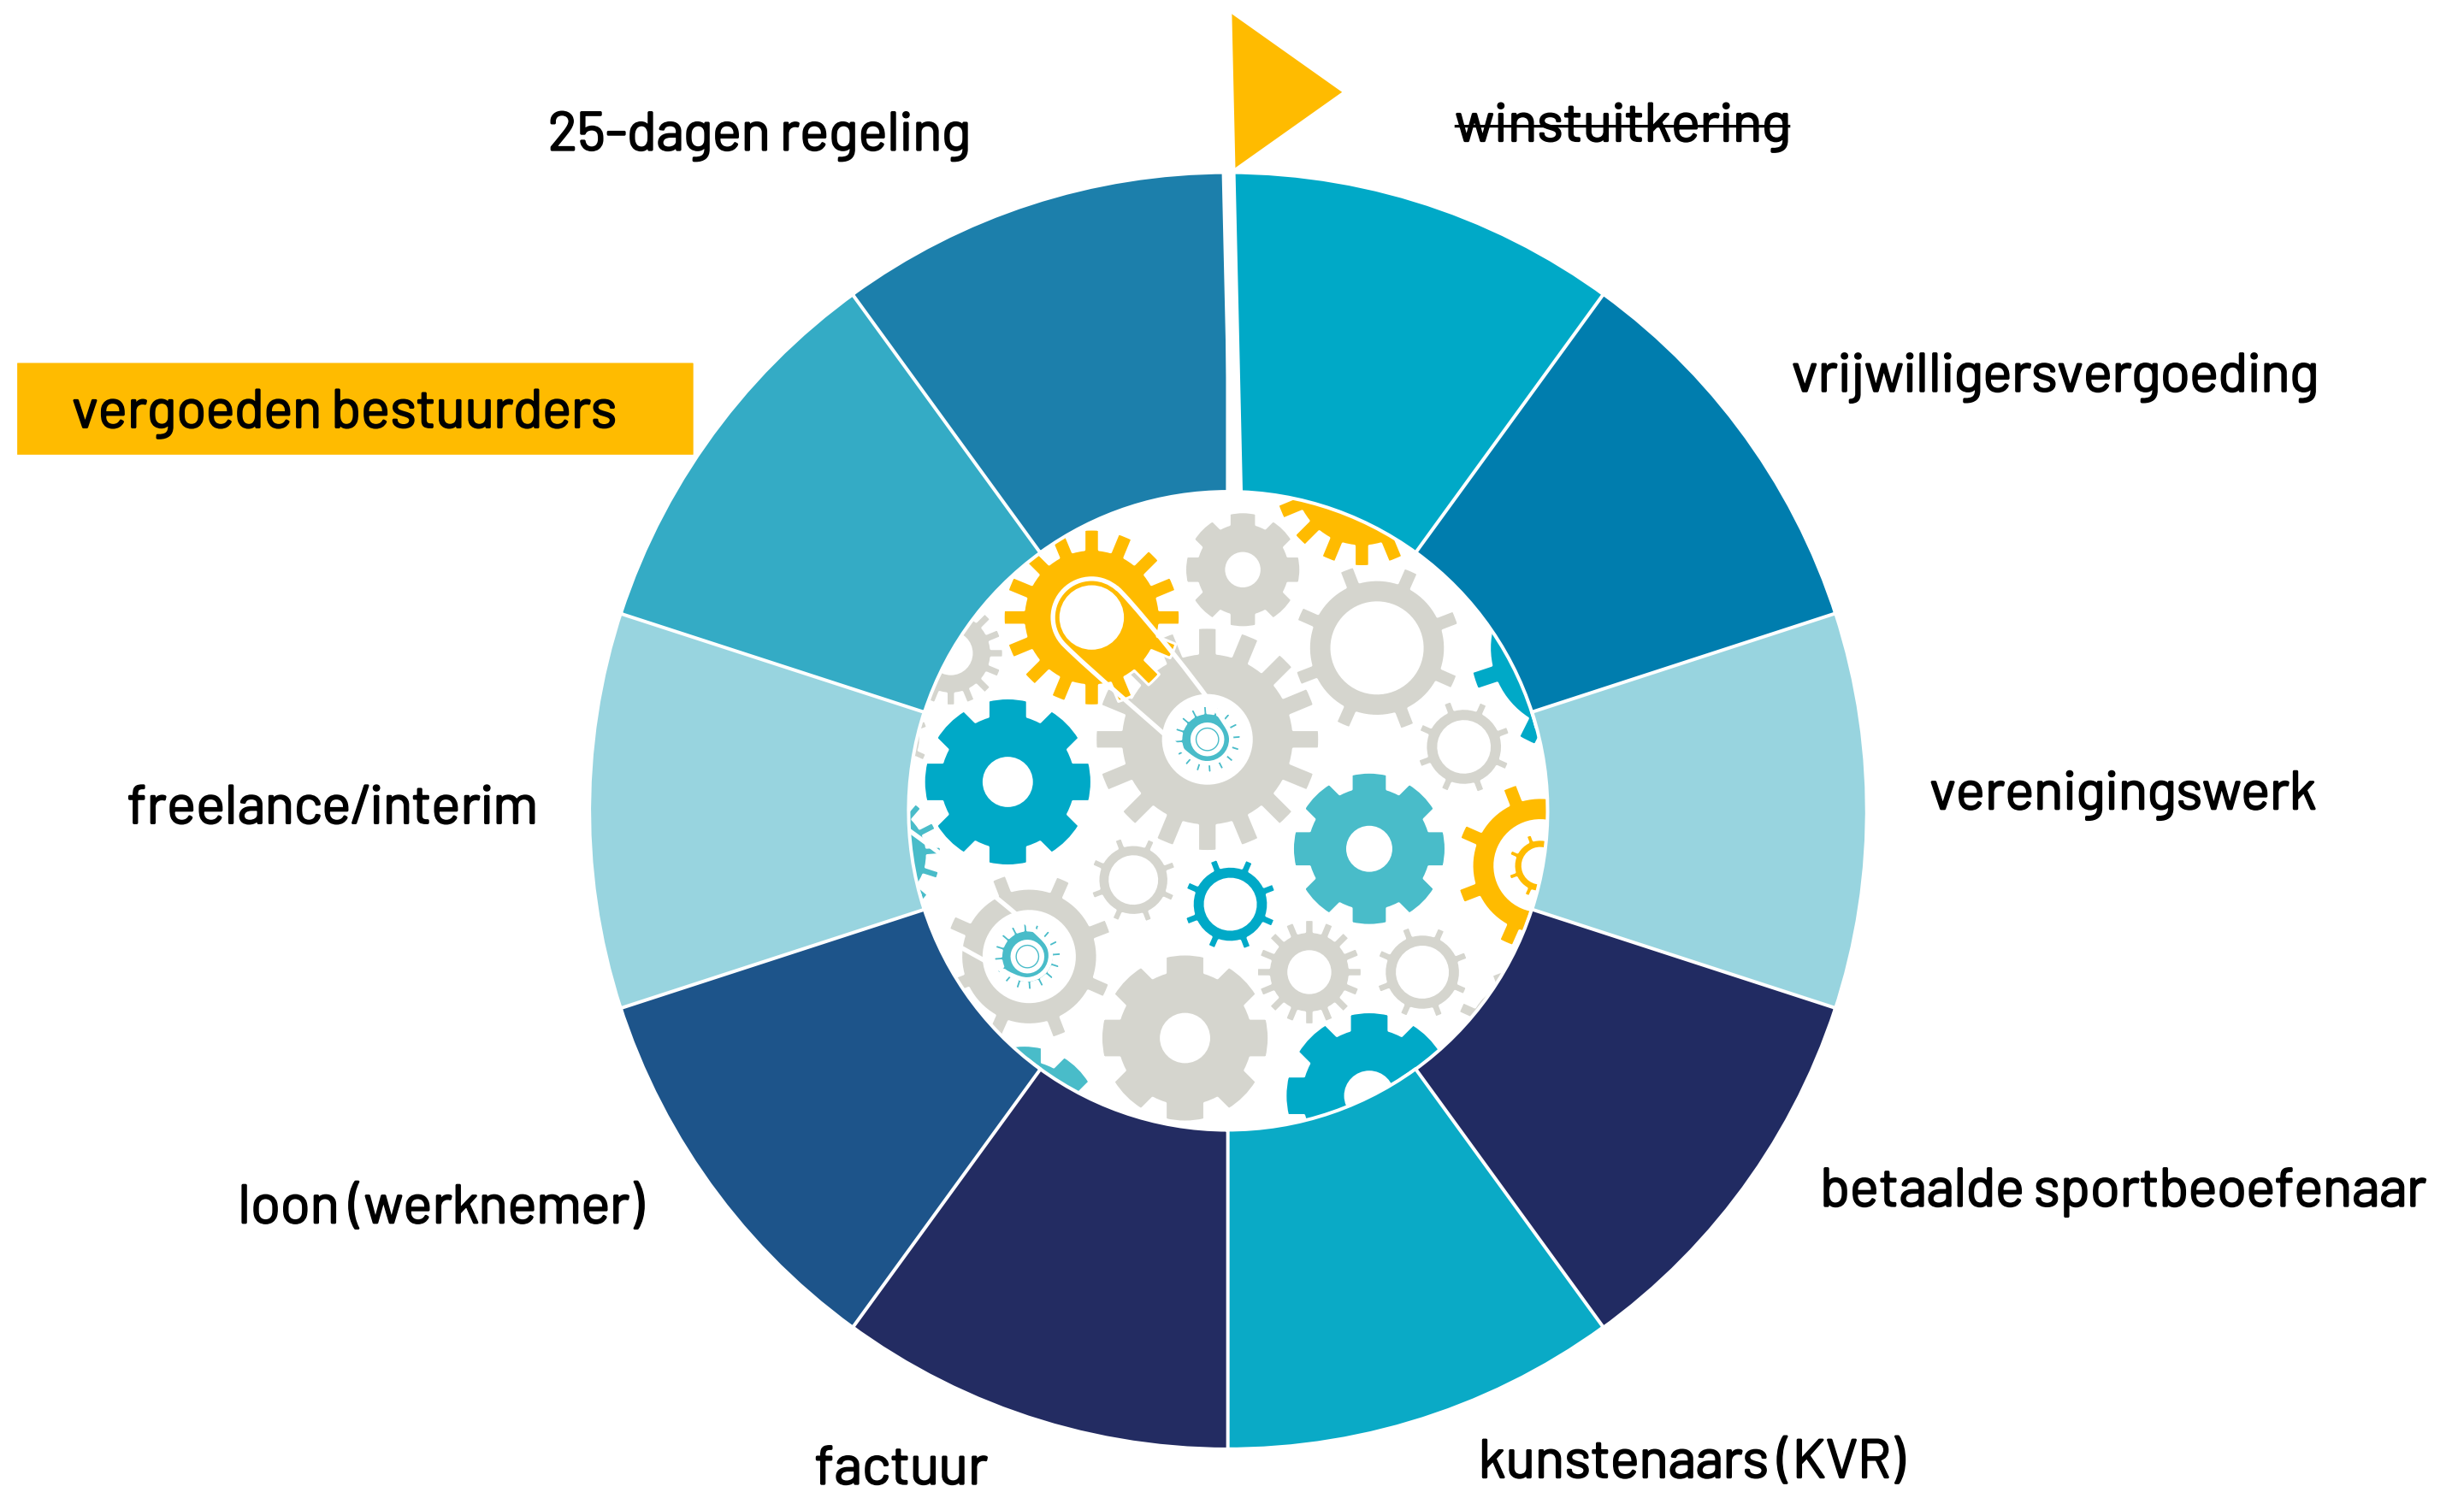 25-dagen regeling
winstuitkering
vrijwilligersvergoeding
vergoeden bestuurders
verenigingswerk
freelance/interim
betaalde sportbeoefenaar
loon(werknemer)
kunstenaars(KVR)
factuur